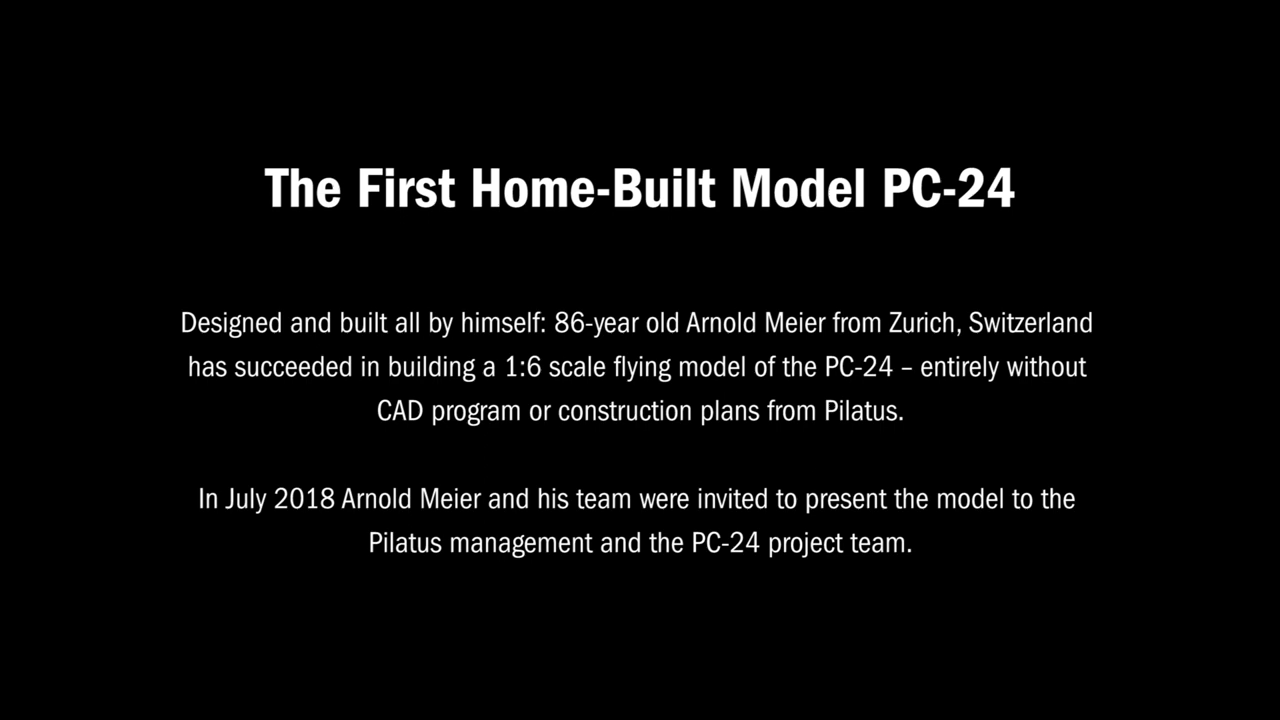 The First Home-Built Model PC-24
Designed and built all by himself: 86-year old Arnold Meier from Zurich, Switzerland
has succeeded in building a 1:6 scale flying model of the PC-24 – entirely without
CAD program or construction plans from Pilatus.
In July 2018 Arnold Meier and his team were invited to present the model to the
Pilatus management and the PC-24 project team.